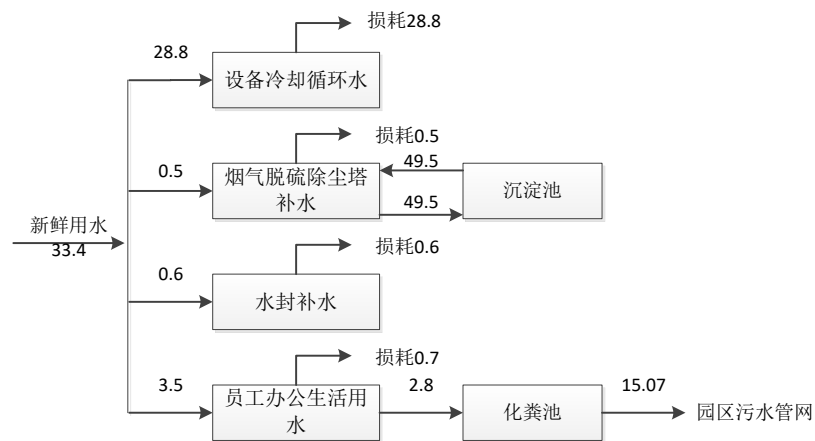 损耗28.8
28.8
设备冷却循环水
损耗0.5
0.5
烟气脱硫除尘塔
补水
49.5
49.5
沉淀池
新鲜用水
33.4
损耗0.6
0.6
水封补水
损耗0.7
3.5
员工办公生活用
水
2.8
化粪池
15.07
园区污水管网